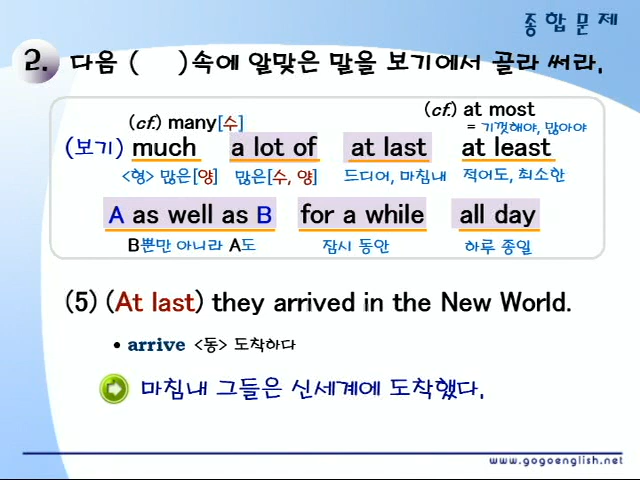 종합문제
2. 다음 (     )속에 알맞은 말을 보기에서 골라 써라.
(cf.) many[수]
(cf.) at most
= 기껏해야, 많아야
(보기) much a lot of at last at least
<형> 많은[양] 많은[수, 양] 드디어, 마침내 적어도, 최소한
A as well as B for a while all day
B뿐만 아니라 A도 잠시 동안 하루 종일
(5) (At last) they arrived in the New World.
• arrive <동> 도착하다
마침내 그들은 신세계에 도착했다.
www.gogoenglish.net